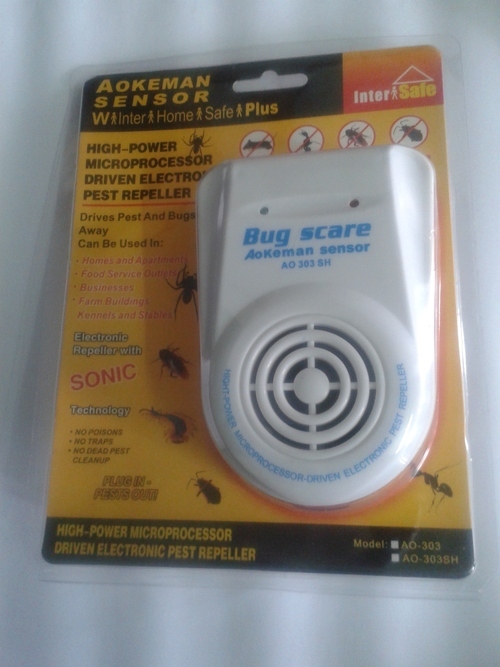 AOKEMAN
SENSOR
W Inter Home Safe Plus
Inter Safe
HIGH-POWER
MICROPROCESSOR
DRIVEN ELECTRO
PEST REPELLER
Drives Pest And Bugs
Away
Can Be Used In:
• Homes and Apartments
• Food Service Outlets
• Businesses
• Farm Buildings
Kennels and Stables
Electronic
Repeller with
SONIC
Technology
• NO POISONS
• NO TRAPS
• NO DEAD PEST
CLEANUP
PLUG IN -
PESTS OUT!
Bug scare
AoKeman sensor
AO 303 SH
HIGHT-POWER MICROPROCESSOR-DRIVEN ELECTRONIC PEST REPELLER
HIGH-POWER MICROPROCESSOR
DRIVEN ELECTRONIC PEST REPELLER
Model: AO-303
AO-303SH